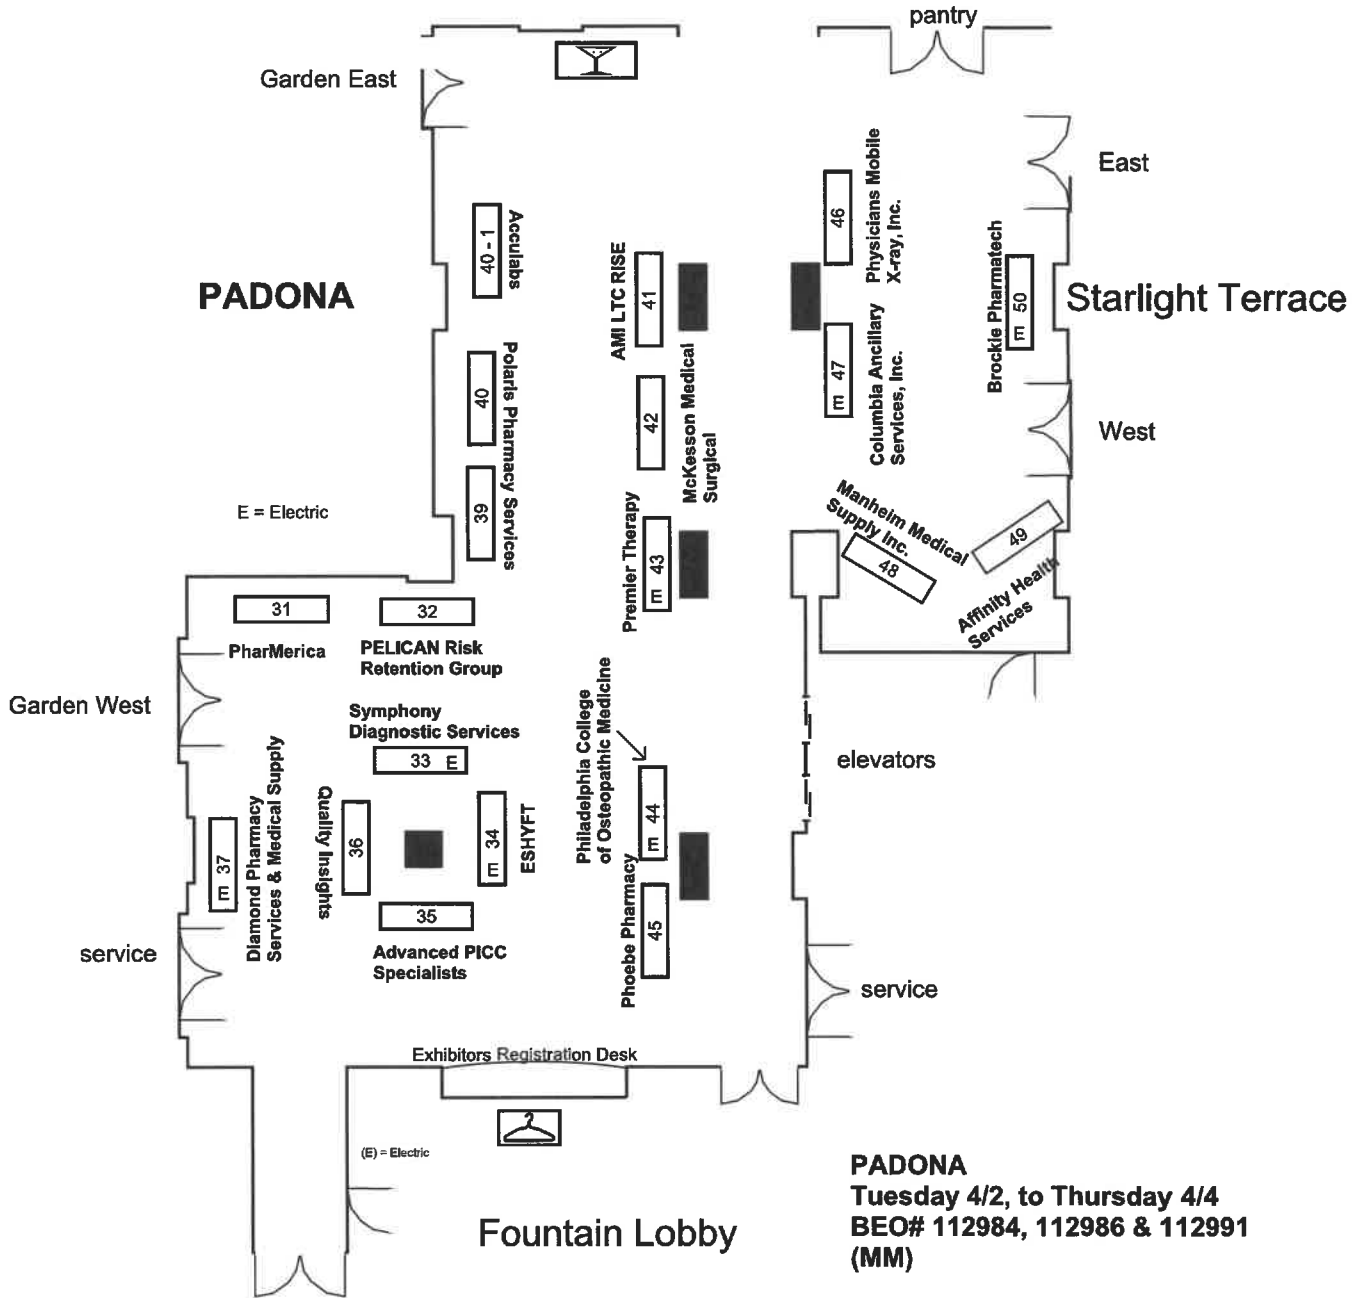 pantry
Garden East
East
46
Physicians Mobile
X-ray, Inc.
40 - 1
Acculabs
AMI LTC RISE
41
PADONA
Brockie Pharmatech
E 50
Starlight Terrace
E 47
Columbia Ancillary
Services, Inc.
40
Polaris Pharmacy Services
39
42
McKesson Medical
Surgical
West
E = Electric
Manheim Medical
Supply Inc.
48
49
Affinity Health
Services
Premier Therapy
E 43
31
PharMerica
32
PELICAN Risk
Retention Group
Garden West
Symphony
Diagnostic Services
33 E
Philadelphia College
of Osteopathic Medicine
E 44
elevators
E 37
Diamond Pharmacy
Services & Medical Supply
Quality Insights
36
E 34
ESHYFT
35
Advanced PICC
Specialists
Phoebe Pharmacy
45
service
service
Exhibitors Registration Desk
(E) = Electric
Fountain Lobby
PADONA
Tuesday 4/2, to Thursday 4/4
BEO# 112984, 112986 & 112991
(MM)